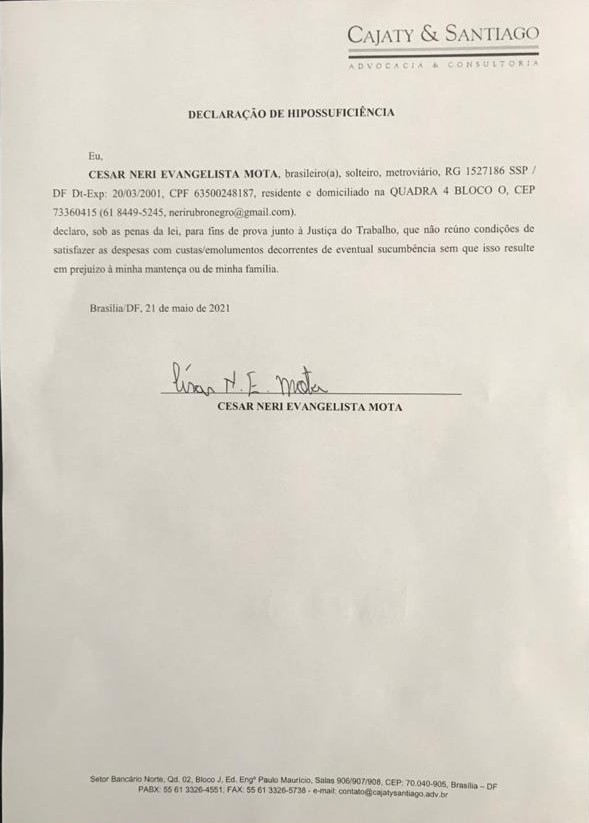 CAJATY & SANTIAGO
ADVOCACIA & CONSULTORIA
DECLARAÇÃO DE HIPOSSUFICIÊNCIA
Eu,
CESAR NERI EVANGELISTA MOTA, brasileiro(a), solteiro, metroviário, RG 1527186 SSP /
DF Dt-Exp: 20/03/2001, CPF 63500248187, residente e domiciliado na QUADRA 4 BLOCO O, CEP
73360415 (61 8449-5245, nerirubronegro@gmail.com).
declaro, sob as penas da lei, para fins de prova junto à Justiça do Trabalho, que não reúno condições de
satisfazer as despesas com custas/emolumentos decorrentes de eventual sucumbência sem que isso resulte
em prejuízo à minha mantença ou de minha família.
Brasília/DF, 21 de maio de 2021
César N. E. Mota
CESAR NERI EVANGELISTA MOTA
Setor Bancário Norte, Qd. 02, Bloco J, Ed. Engº Paulo Maurício, Salas 906/907/908, CEP: 70.040-905, Brasília – DF
PABX: 55 61 3326-4551; FAX: 55 61 3326-5738 - e-mail: contato@cajatysantiago.adv.br